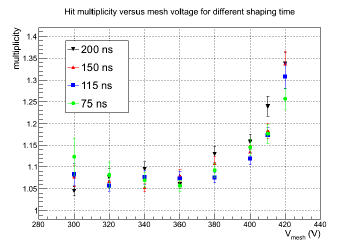 Hit multiplicity versus mesh voltage for different shaping time
multiplicity
1.4
1.35
1.3
1.25
1.2
1.15
1.1
1.05
1
200 ns
150 ns
115 ns
75 ns
280 300 320 340 360 380 400 420 440
Vmesh (V)